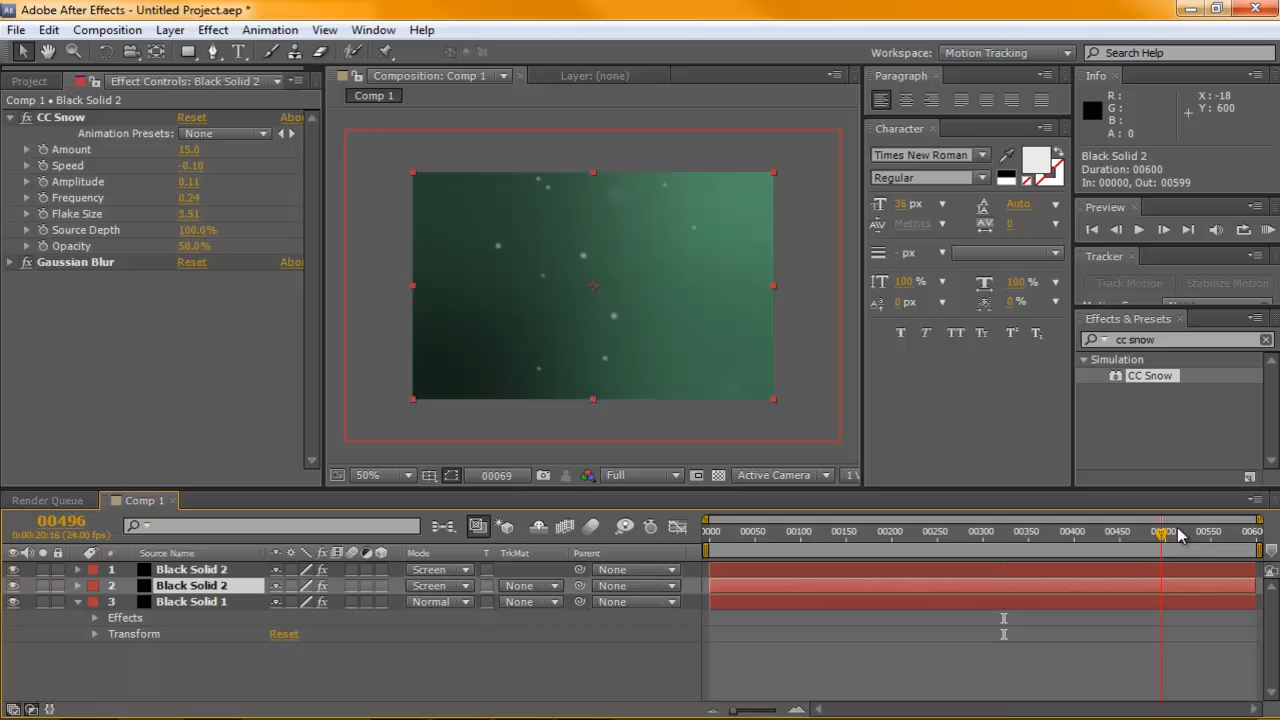 Adobe After Effects - Untitled Project.aep *
File Edit Composition Layer Effect Animation View Window Help
Workspace: Motion Tracking Search Help
Project Effect Controls: Black Solid 2
Comp 1 • Black Solid 2
fx CC Snow Reset Abou
Animation Presets: None
Amount 15.0
Speed -0.10
Amplitude 0.11
Frequency 0.24
Flake Size 3.51
Source Depth 100.0%
Opacity 50.0%
fx Gaussian Blur Reset Abou
Composition: Comp 1 Layer: (none)
Comp 1
50% 00069 Full Active Camera 1 V
Paragraph
Character
Times New Roman
Regular
36 px Auto
Metrics 0
- px
100 % 100 %
0 px 0 %
T T TT Tt T¹ T₁
Info
R : X : -18
G : Y : 600
B :
A : 0
Black Solid 2
Duration: 00600
In: 00000, Out: 00599
Preview
Tracker
Track Motion Stabilize Motion
Effects & Presets
cc snow
Simulation
CC Snow
Render Queue Comp 1
00496
0:00:20:16 (24.00 fps)
0000 00050 00100 00150 00200 00250 00300 00350 00400 00450 00500 00550 0060
# Source Name Mode T TrkMat Parent
1 Black Solid 2 fx Screen None
2 Black Solid 2 fx Screen None None
3 Black Solid 1 fx Normal None None
Effects
Transform Reset